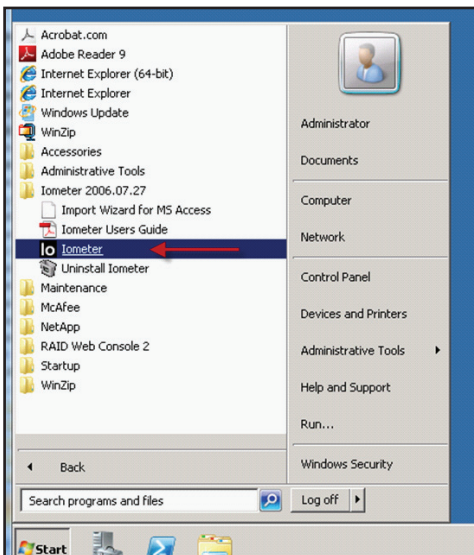 Acrobat.com
Adobe Reader 9
Internet Explorer (64-bit)
Internet Explorer
Windows Update
WinZip
Accessories
Administrative Tools
Iometer 2006.07.27
Import Wizard for MS Access
Iometer Users Guide
Io Iometer
Uninstall Iometer
Maintenance
McAfee
NetApp
RAID Web Console 2
Startup
WinZip
Back
Search programs and files
Administrator
Documents
Computer
Network
Control Panel
Devices and Printers
Administrative Tools
Help and Support
Run...
Windows Security
Log off
Start